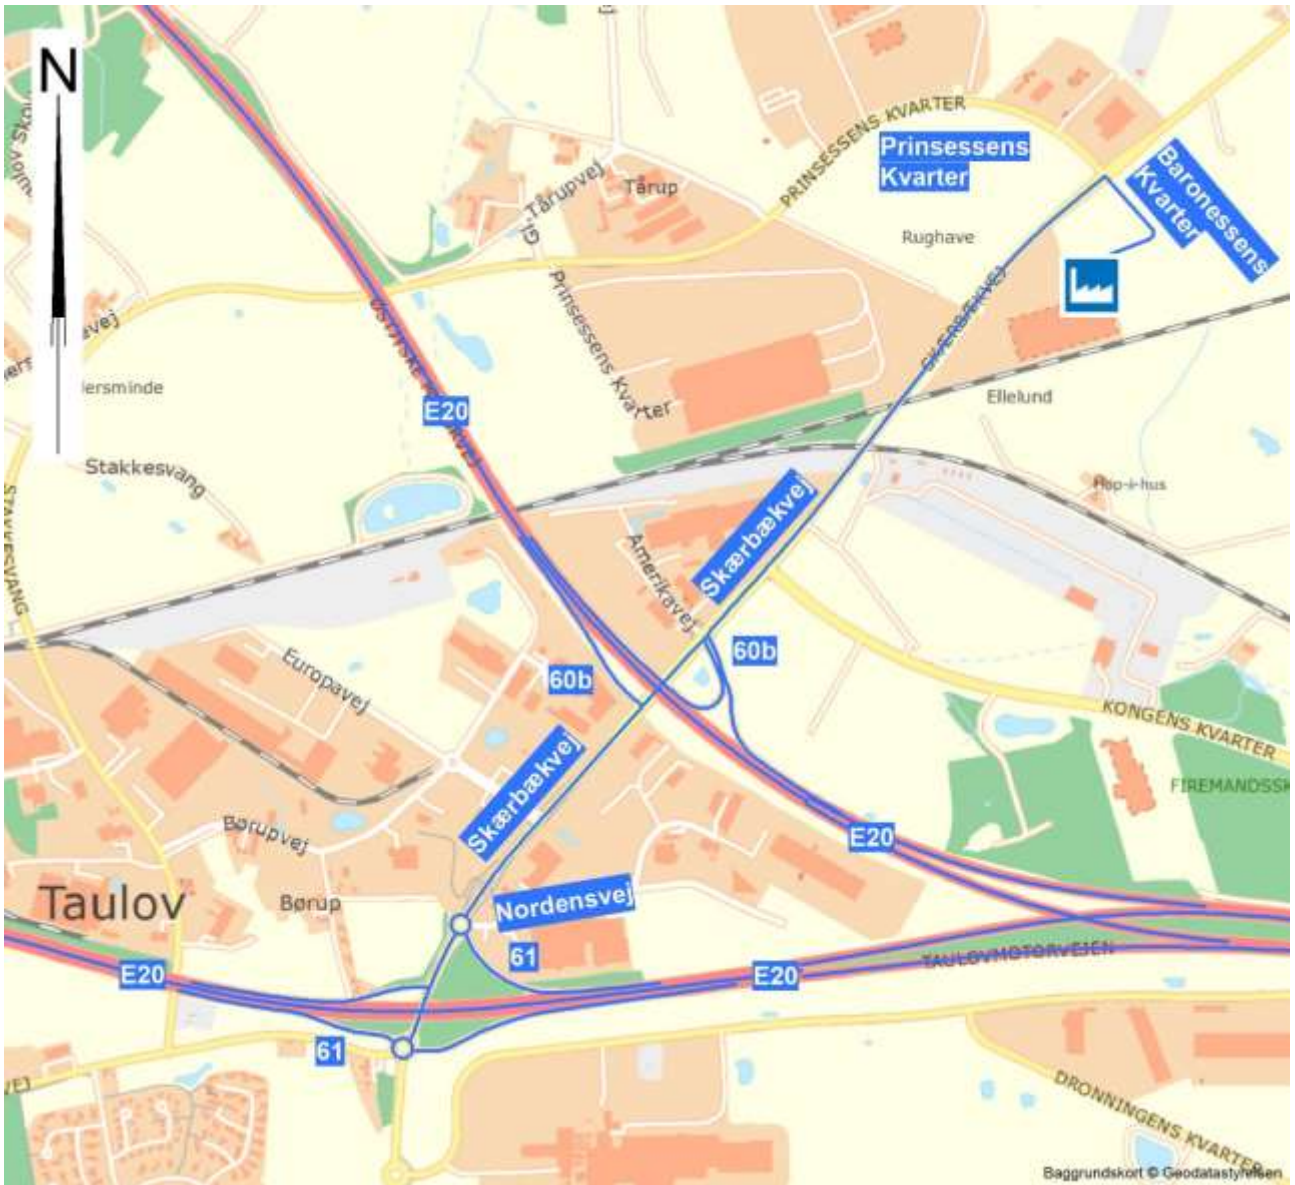 N
PRINSESSENS KVARTER
Prinsessens
Kvarter
Baronessens
Kvarter
Gl. Tårupvej
Tårup
Rughave
Prinsessens Kvarter
SKÆRBÆKVEJ
E20
Ellelund
Stakkesvang
Hop-i-hus
STAKKESVANG
Skærbækvej
Amerikavej
60b
60b
Europavej
KONGENS KVARTER
Skærbækvej
FIREMANDSSK
Børupvej
E20
Taulov
Børup
Nordensvej
61
TAULOVMOTORVEJEN
E20
E20
61
VEJ
DRONNINGENS KVARTER
Baggrundskort © Geodatastyrelsen